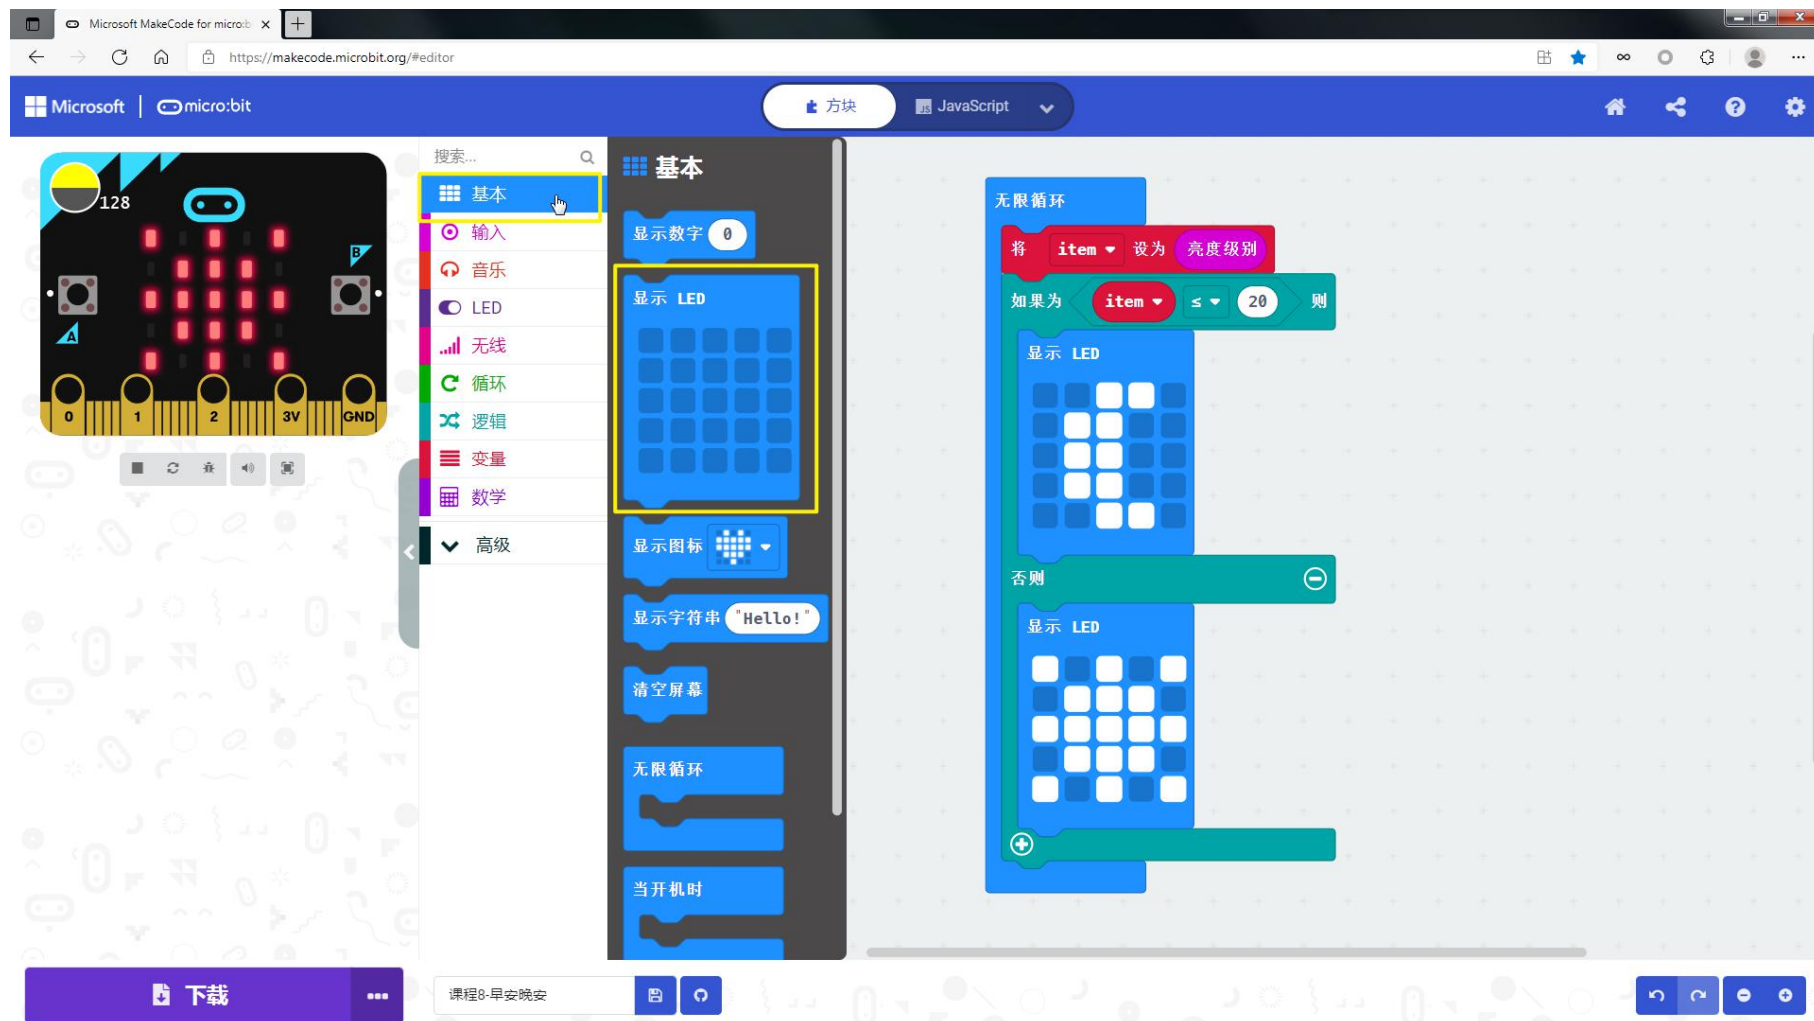 Microsoft MakeCode for micro:b
https://makecode.microbit.org/#editor
Microsoft
micro:bit
方块
JavaScript
128
B
A
0 1 2 3V GND
搜索...
基本
输入
音乐
LED
无线
循环
逻辑
变量
数学
高级
基本
显示数字 0
显示 LED
显示图标
显示字符串 "Hello!"
清空屏幕
无限循环
当开机时
无限循环
将 item 设为 亮度级别
如果为 item ≤ 20 则
显示 LED
否则
显示 LED
下载
课程8-早安晚安